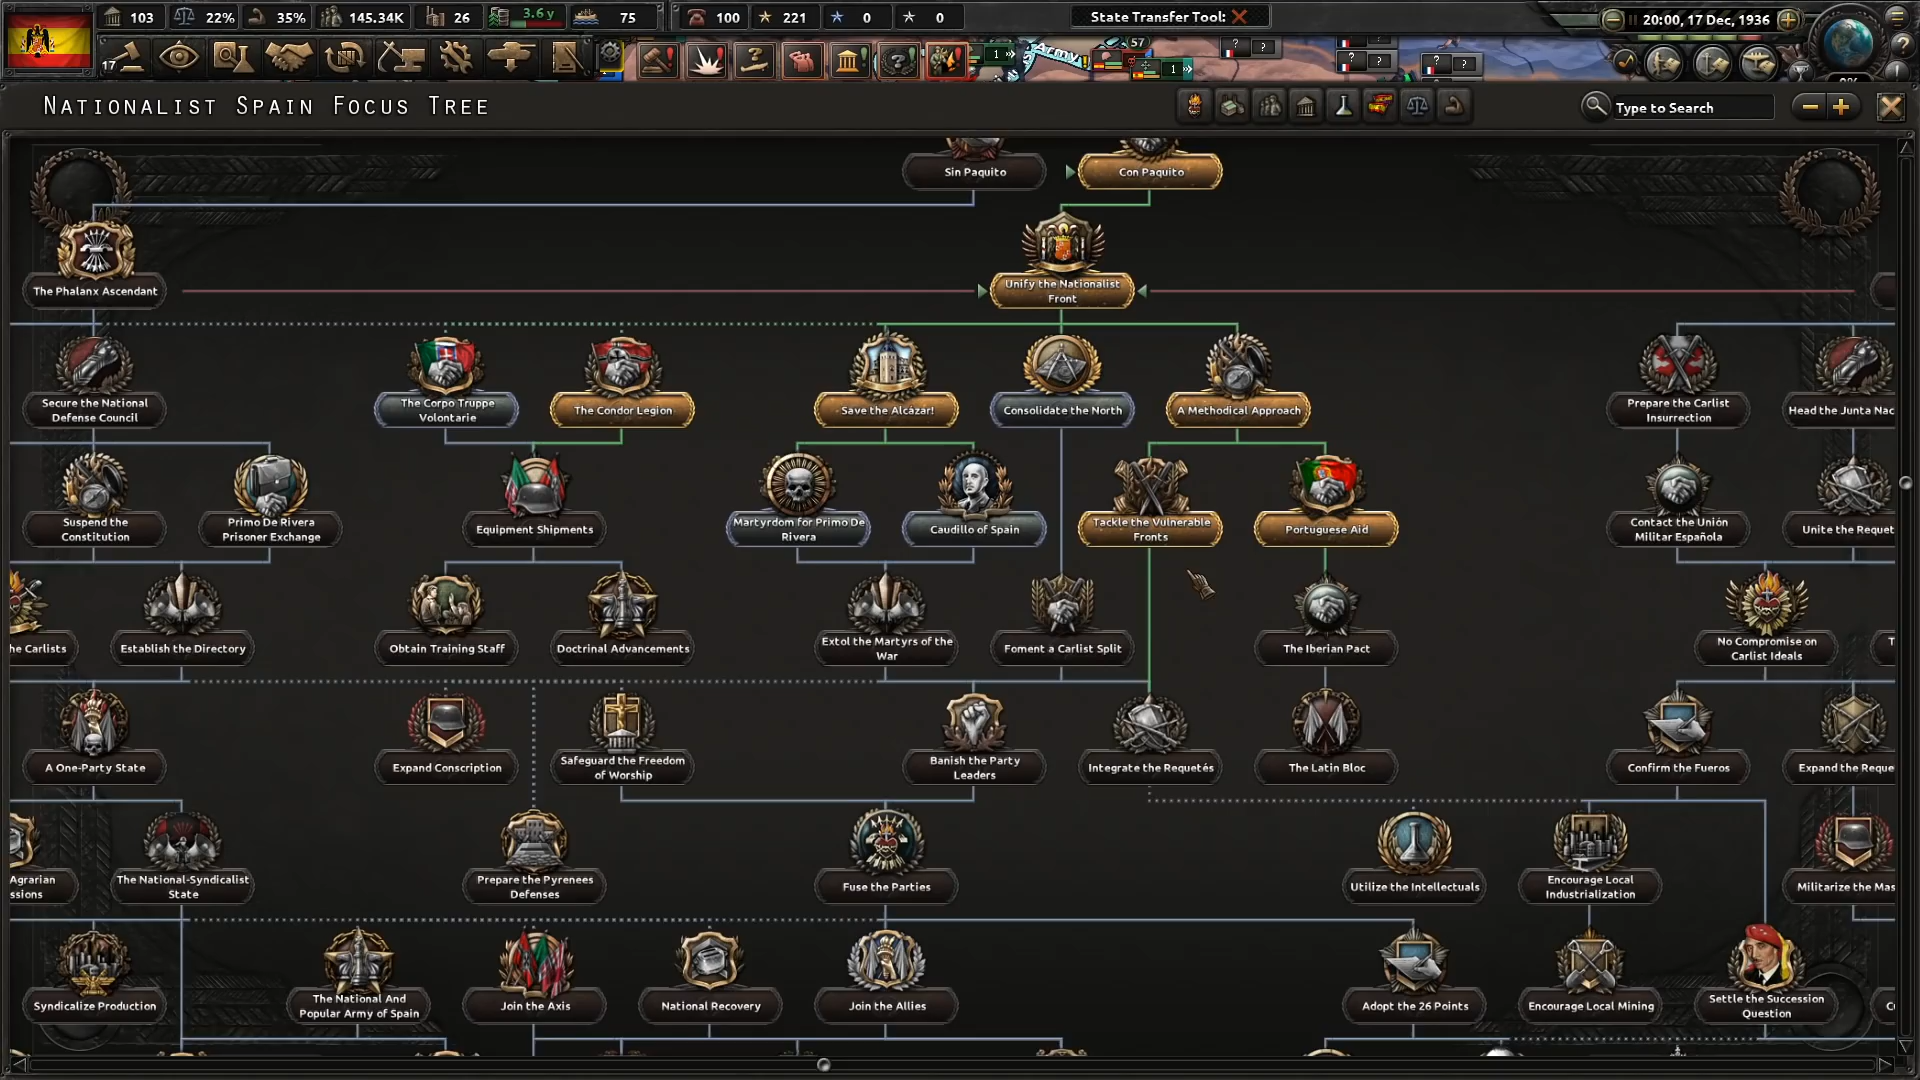 103
22%
35%
145.34K
26
3.6 y
75
100
221
0
0
State Transfer Tool:
20:00, 17 Dec, 1936
17
1
57
1
?
?
?
?
?
?
Nationalist Spain Focus Tree
Type to Search
Sin Paquito
Con Paquito
The Phalanx Ascendant
Unify the Nationalist
Front
Secure the National
Defense Council
The Corpo Truppe
Volontarie
The Condor Legion
Save the Alcázar!
Consolidate the North
A Methodical Approach
Prepare the Carlist
Insurrection
Head the Junta Nac
Suspend the
Constitution
Primo De Rivera
Prisoner Exchange
Equipment Shipments
Martyrdom for Primo De
Rivera
Caudillo of Spain
Tackle the Vulnerable
Fronts
Portuguese Aid
Contact the Unión
Militar Española
Unite the Requet
he Carlists
Establish the Directory
Obtain Training Staff
Doctrinal Advancements
Extol the Martyrs of the
War
Foment a Carlist Split
The Iberian Pact
No Compromise on
Carlist Ideals
T
A One-Party State
Expand Conscription
Safeguard the Freedom
of Worship
Banish the Party
Leaders
Integrate the Requetés
The Latin Bloc
Confirm the Fueros
Expand the Reque
Agrarian
ssions
The National-Syndicalist
State
Prepare the Pyrenees
Defenses
Fuse the Parties
Utilize the Intellectuals
Encourage Local
Industrialization
Militarize the Mas
Syndicalize Production
The National And
Popular Army of Spain
Join the Axis
National Recovery
Join the Allies
Adopt the 26 Points
Encourage Local Mining
Settle the Succession
Question